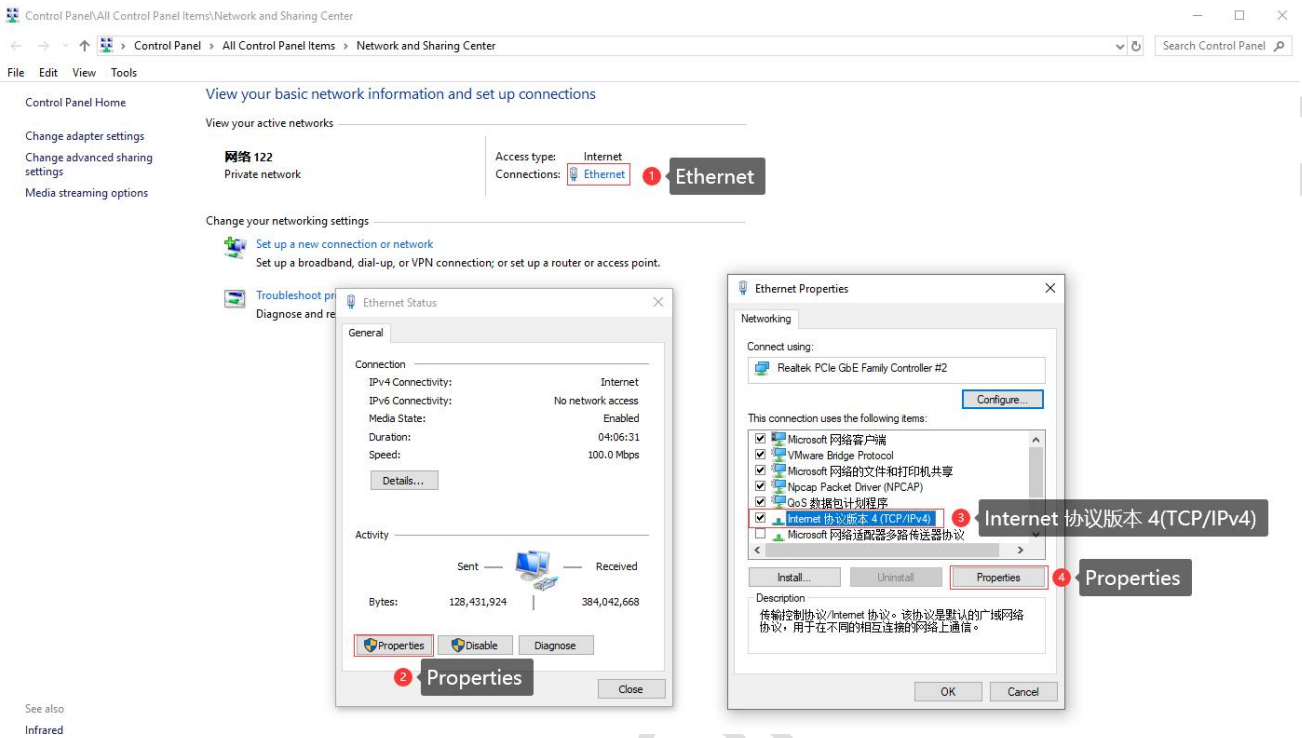 Control Panel\All Control Panel Items\Network and Sharing Center
Control Panel > All Control Panel Items > Network and Sharing Center
Search Control Panel
File Edit View Tools
Control Panel Home
Change adapter settings
Change advanced sharing
settings
Media streaming options
View your basic network information and set up connections
View your active networks
网络 122
Private network
Access type: Internet
Connections: Ethernet
1 Ethernet
Change your networking settings
Set up a new connection or network
Set up a broadband, dial-up, or VPN connection; or set up a router or access point.
Troubleshoot pr
Diagnose and re
Ethernet Status
General
Connection
IPv4 Connectivity: Internet
IPv6 Connectivity: No network access
Media State: Enabled
Duration: 04:06:31
Speed: 100.0 Mbps
Details...
Activity
Sent — Received
Bytes: 128,431,924 | 384,042,668
Properties Disable Diagnose
2 Properties
Close
Ethernet Properties
Networking
Connect using:
Realtek PCIe GbE Family Controller #2
Configure...
This connection uses the following items:
Microsoft 网络客户端
VMware Bridge Protocol
Microsoft 网络的文件和打印机共享
Npcap Packet Driver (NPCAP)
QoS 数据包计划程序
Internet 协议版本 4 (TCP/IPv4)
3 Internet 协议版本 4(TCP/IPv4)
Microsoft 网络适配器多路传送器协议
Install... Uninstall Properties
4 Properties
Description
传输控制协议/Internet 协议。该协议是默认的广域网络
协议，用于在不同的相互连接的网络上通信。
OK Cancel
See also
Infrared